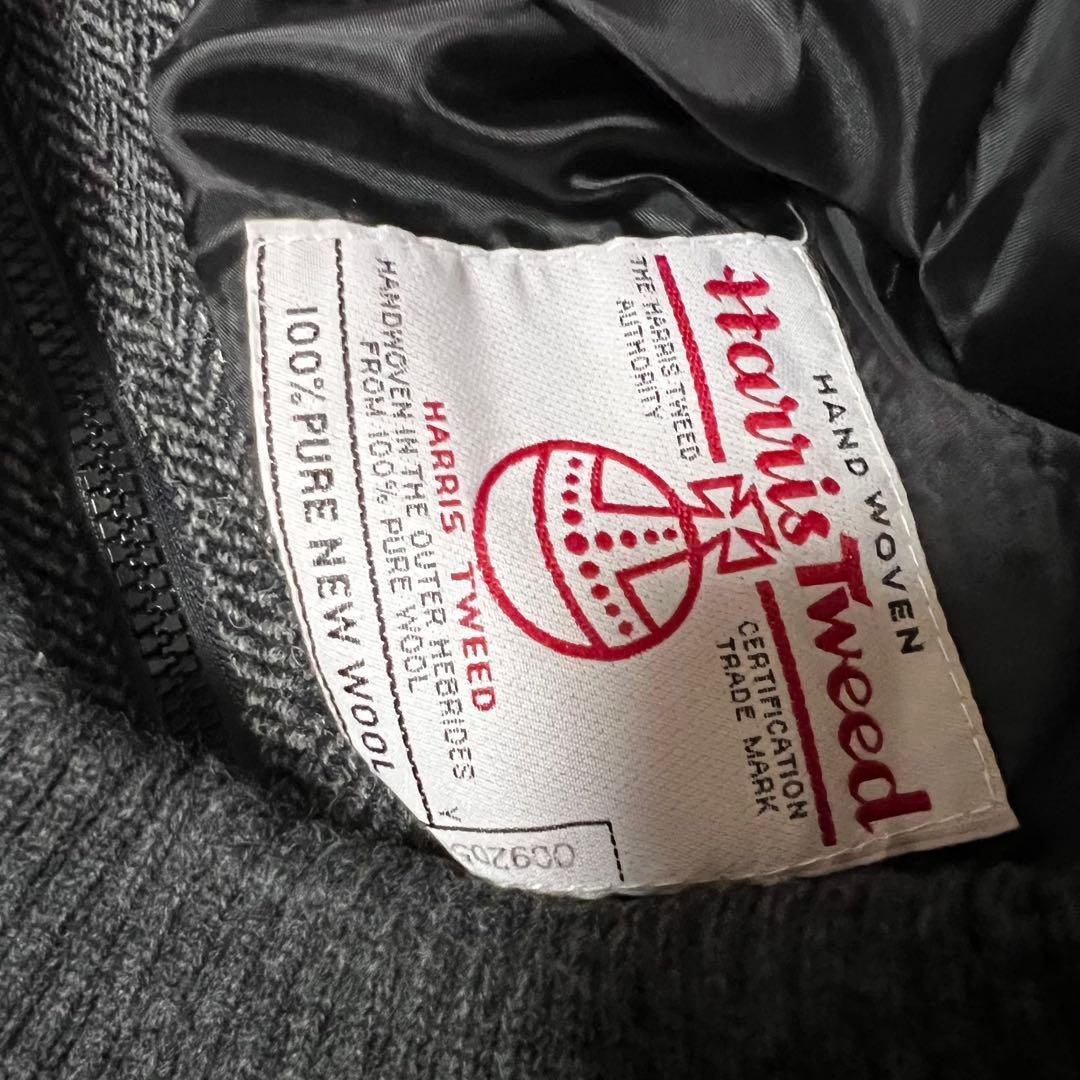 HAND WOVEN
Harris Tweed
THE HARRIS TWEED
AUTHORITY
CERTIFICATION
TRADE MARK
HARRIS TWEED
HANDWOVEN IN THE OUTER HEBRIDES
FROM 100% PURE WOOL
Y
100% PURE NEW WOOL